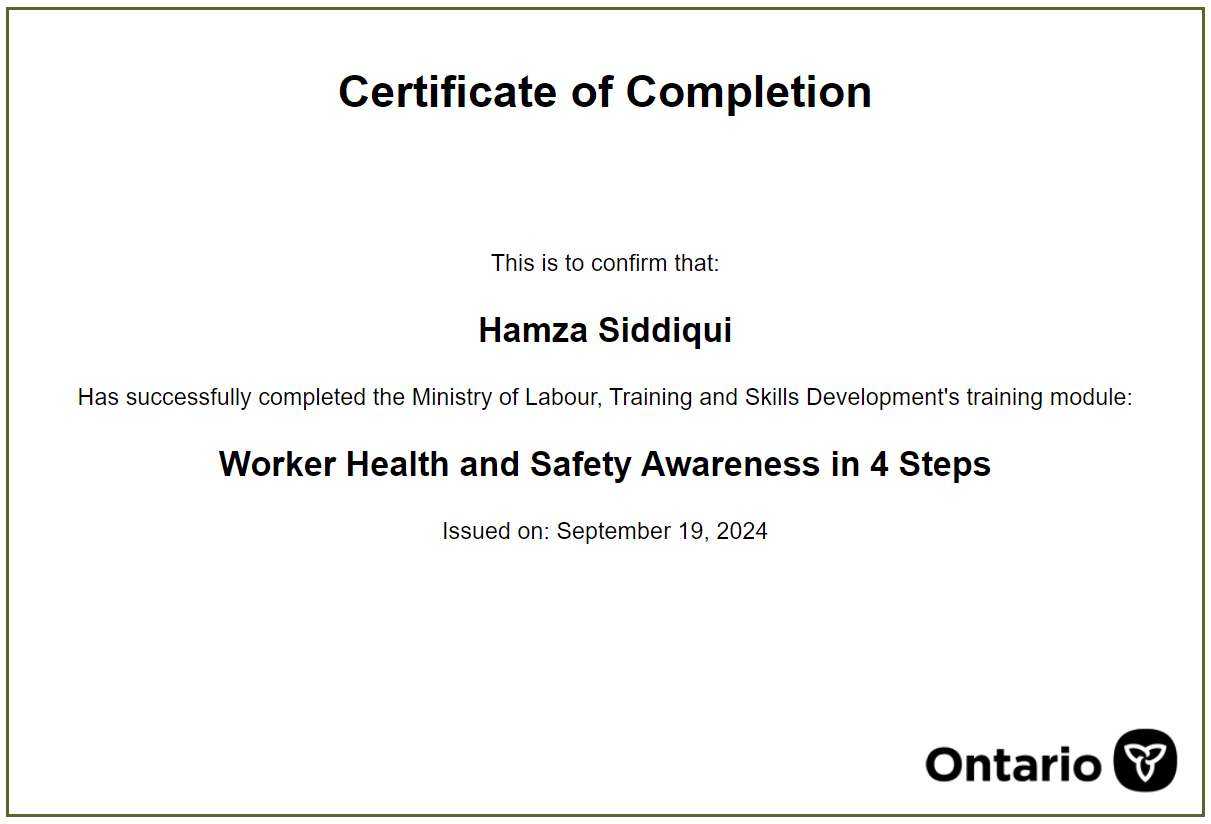 Certificate of Completion
This is to confirm that:
Hamza Siddiqui
Has successfully completed the Ministry of Labour, Training and Skills Development's training module:
Worker Health and Safety Awareness in 4 Steps
Issued on: September 19, 2024
Ontario